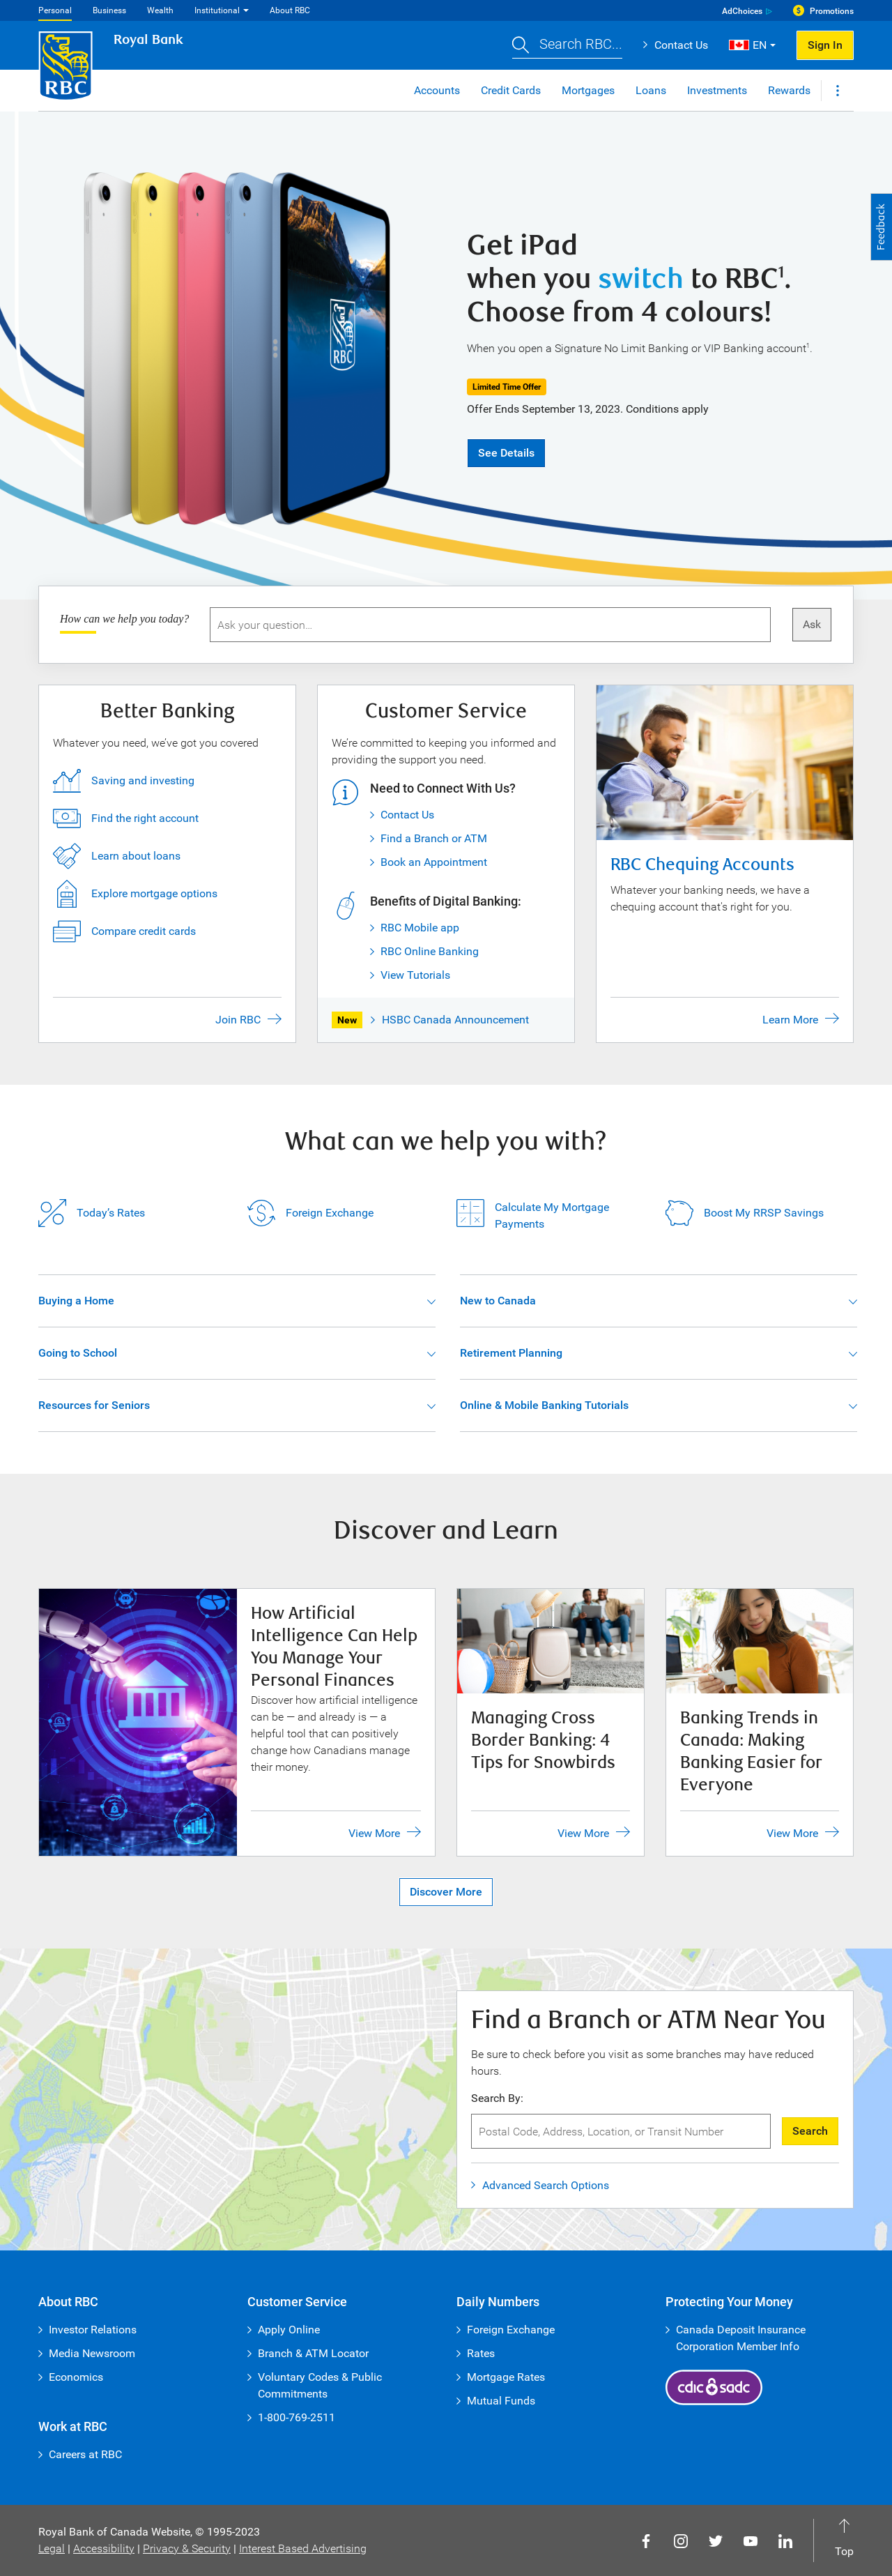 Personal Business Wealth Institutional About RBC AdChoices Promotions
Royal Bank
RBC
Search RBC...
Contact Us
EN
Sign In
Accounts Credit Cards Mortgages Loans Investments Rewards
Feedback
RBC
Get iPad
when you switch to RBC¹.
Choose from 4 colours!
When you open a Signature No Limit Banking or VIP Banking account¹.
Limited Time Offer
Offer Ends September 13, 2023. Conditions apply
See Details
How can we help you today?
Ask your question...
Ask
Better Banking
Whatever you need, we've got you covered
Saving and investing
Find the right account
Learn about loans
Explore mortgage options
Compare credit cards
Join RBC
Customer Service
We're committed to keeping you informed and
providing the support you need.
Need to Connect With Us?
Contact Us
Find a Branch or ATM
Book an Appointment
Benefits of Digital Banking:
RBC Mobile app
RBC Online Banking
View Tutorials
New HSBC Canada Announcement
RBC Chequing Accounts
Whatever your banking needs, we have a
chequing account that's right for you.
Learn More
What can we help you with?
Today's Rates
Foreign Exchange
Calculate My Mortgage
Payments
Boost My RRSP Savings
Buying a Home
New to Canada
Going to School
Retirement Planning
Resources for Seniors
Online & Mobile Banking Tutorials
Discover and Learn
How Artificial
Intelligence Can Help
You Manage Your
Personal Finances
Discover how artificial intelligence
can be — and already is — a
helpful tool that can positively
change how Canadians manage
their money.
View More
Managing Cross
Border Banking: 4
Tips for Snowbirds
View More
Banking Trends in
Canada: Making
Banking Easier for
Everyone
View More
Discover More
Find a Branch or ATM Near You
Be sure to check before you visit as some branches may have reduced
hours.
Search By:
Postal Code, Address, Location, or Transit Number
Search
Advanced Search Options
About RBC
Investor Relations
Media Newsroom
Economics
Work at RBC
Careers at RBC
Customer Service
Apply Online
Branch & ATM Locator
Voluntary Codes & Public
Commitments
1-800-769-2511
Daily Numbers
Foreign Exchange
Rates
Mortgage Rates
Mutual Funds
Protecting Your Money
Canada Deposit Insurance
Corporation Member Info
cdic sadc
Royal Bank of Canada Website, © 1995-2023
Legal | Accessibility | Privacy & Security | Interest Based Advertising
Top